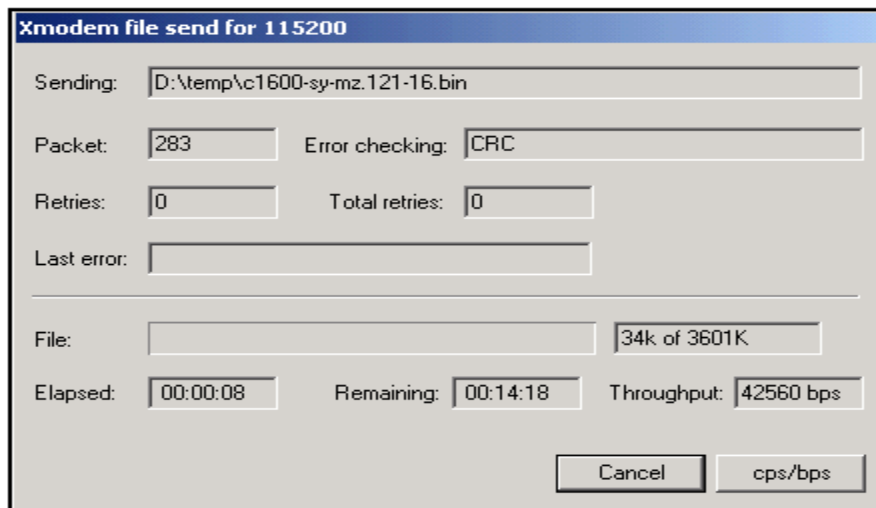 Xmodem file send for 115200
Sending: D:\temp\c1600-sy-mz.121-16.bin
Packet: 283 Error checking: CRC
Retries: 0 Total retries: 0
Last error:
File: 34k of 3601K
Elapsed: 00:00:08 Remaining: 00:14:18 Throughput: 42560 bps
Cancel cps/bps